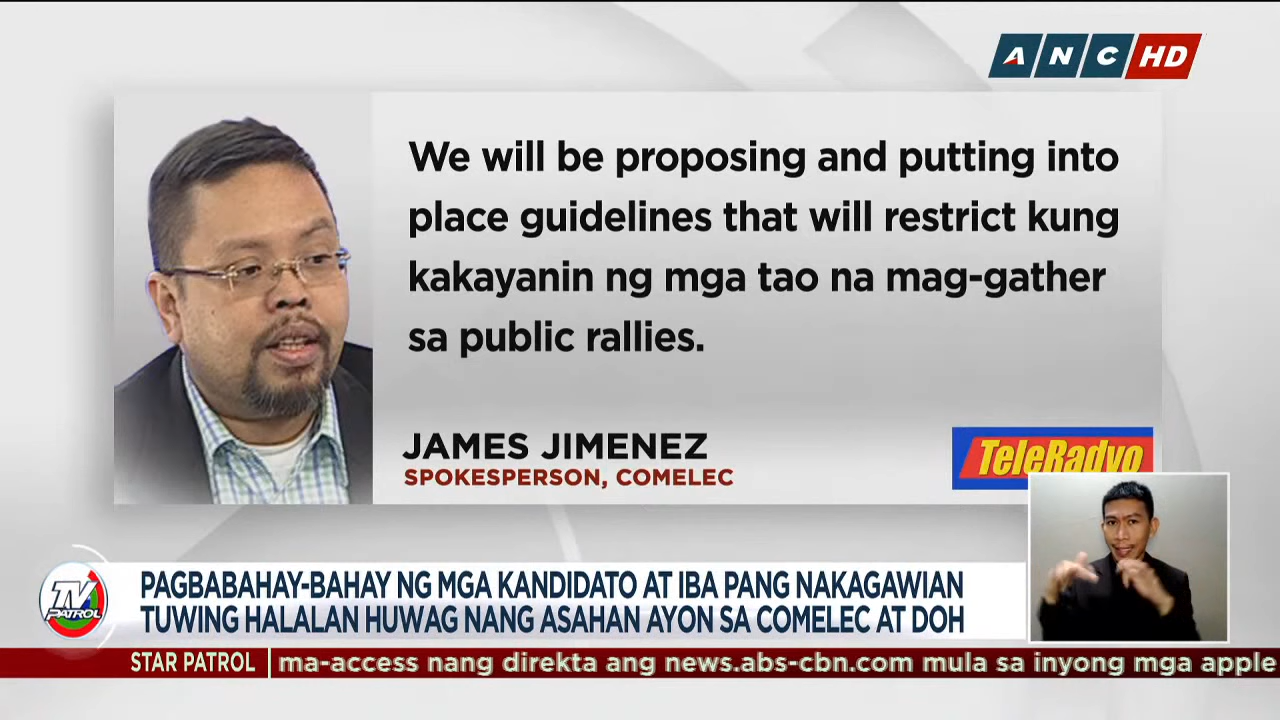 ANC HD
We will be proposing and putting into
place guidelines that will restrict kung
kakayanin ng mga tao na mag-gather
sa public rallies.
JAMES JIMENEZ
SPOKESPERSON, COMELEC
TeleRadyo
TV PATROL
PAGBABAHAY-BAHAY NG MGA KANDIDATO AT IBA PANG NAKAGAWIAN
TUWING HALALAN HUWAG NANG ASAHAN AYON SA COMELEC AT DOH
STAR PATROL ma-access nang direkta ang news.abs-cbn.com mula sa inyong mga apple